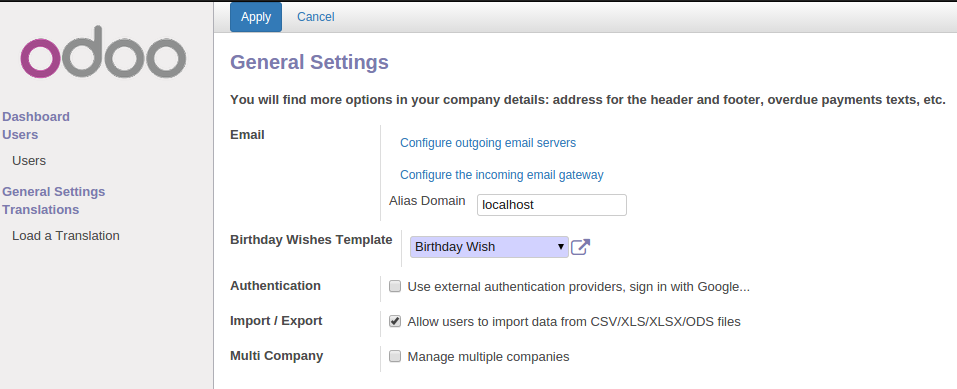 odoo
Dashboard
Users
Users
General Settings
Translations
Load a Translation
Apply Cancel
General Settings
You will find more options in your company details: address for the header and footer, overdue payments texts, etc.
Email
Configure outgoing email servers
Configure the incoming email gateway
Alias Domain localhost
Birthday Wishes Template Birthday Wish
Authentication Use external authentication providers, sign in with Google...
Import / Export Allow users to import data from CSV/XLS/XLSX/ODS files
Multi Company Manage multiple companies